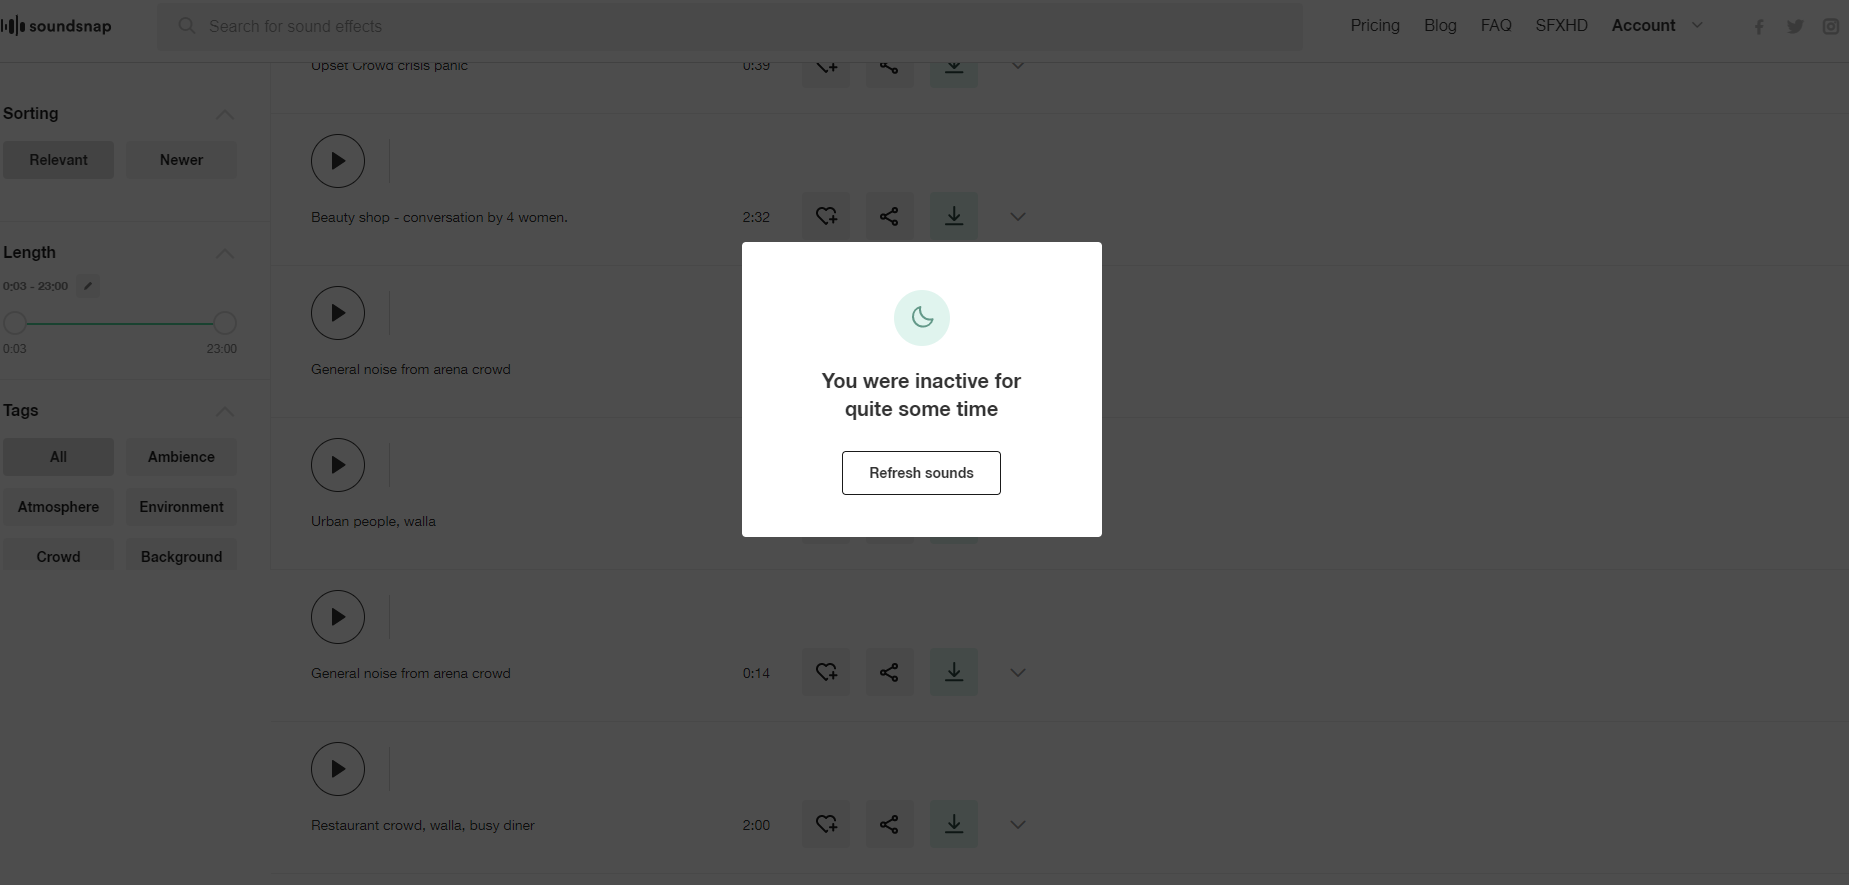 soundsnap
Search for sound effects
Pricing
Blog
FAQ
SFXHD
Account
Sorting
Relevant
Newer
Length
0:03 - 23:00
0:03
23:00
Tags
All
Ambience
Atmosphere
Environment
Crowd
Background
Upset Crowd crisis panic
0:39
Beauty shop - conversation by 4 women.
2:32
General noise from arena crowd
Urban people, walla
General noise from arena crowd
0:14
Restaurant crowd, walla, busy diner
2:00
You were inactive for
quite some time
Refresh sounds